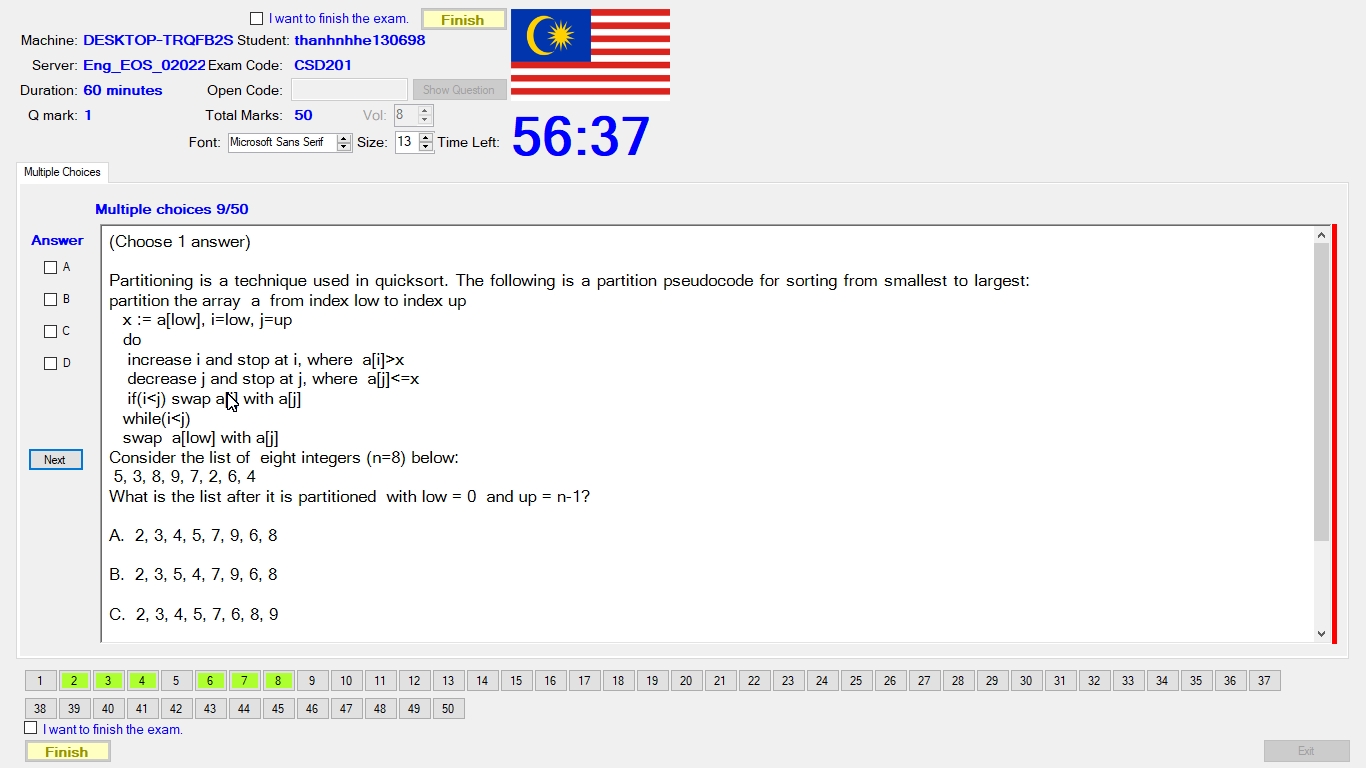 I want to finish the exam. Finish
Machine: DESKTOP-TRQFB2S Student: thanhnhhe130698
Server: Eng_EOS_02022 Exam Code: CSD201
Duration: 60 minutes Open Code: Show Question
Q mark: 1 Total Marks: 50 Vol: 8
Font: Microsoft Sans Serif Size: 13 Time Left: 56:37
Multiple Choices
Multiple choices 9/50
Answer
A
B
C
D
Next
(Choose 1 answer)
Partitioning is a technique used in quicksort. The following is a partition pseudocode for sorting from smallest to largest:
partition the array a from index low to index up
x := a[low], i=low, j=up
do
increase i and stop at i, where a[i]>x
decrease j and stop at j, where a[j]<=x
if(i<j) swap with a[j]
while(i<j)
swap a[low] with a[j]
Consider the list of eight integers (n=8) below:
5, 3, 8, 9, 7, 2, 6, 4
What is the list after it is partitioned with low = 0 and up = n-1?
A. 2, 3, 4, 5, 7, 9, 6, 8
B. 2, 3, 5, 4, 7, 9, 6, 8
C. 2, 3, 4, 5, 7, 6, 8, 9
1 2 3 4 5 6 7 8 9 10 11 12 13 14 15 16 17 18 19 20 21 22 23 24 25 26 27 28 29 30 31 32 33 34 35 36 37
38 39 40 41 42 43 44 45 46 47 48 49 50
I want to finish the exam.
Finish
Exit